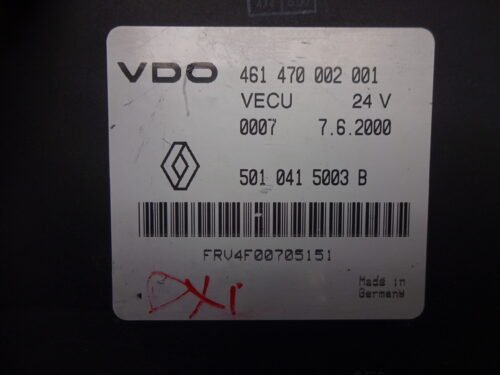 VDO 461 470 002 001
VECU 24 V
0007 7.6.2000
501 041 5003 B
FRV4F00705151
DXi
Made in
Germany